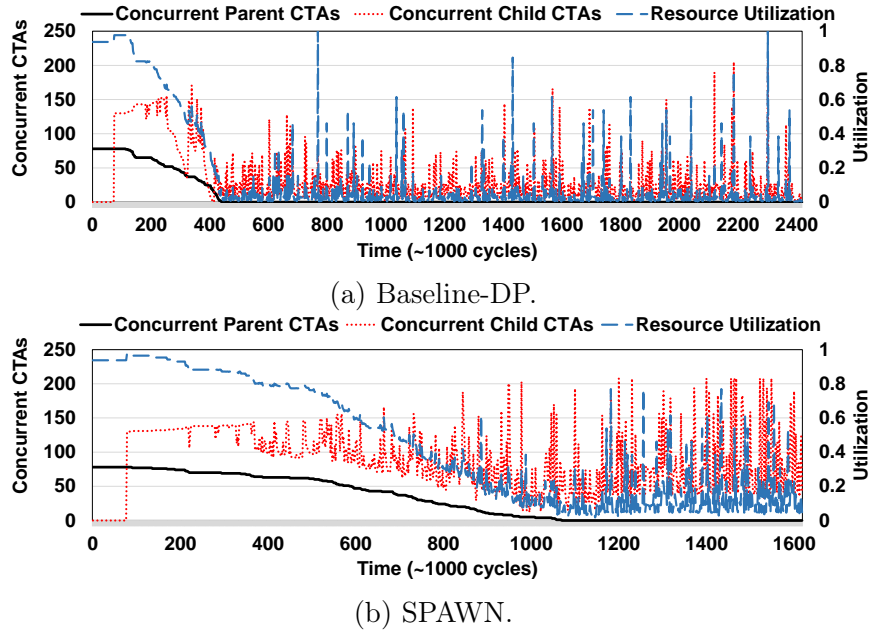 Concurrent Parent CTAs Concurrent Child CTAs Resource Utilization
Concurrent CTAs
250
200
150
100
50
0
1
0.8
0.6
0.4
0.2
0
Utilization
0 200 400 600 800 1000 1200 1400 1600 1800 2000 2200 2400
Time (~1000 cycles)
(a) Baseline-DP.
Concurrent Parent CTAs Concurrent Child CTAs Resource Utilization
Concurrent CTAs
250
200
150
100
50
0
1
0.8
0.6
0.4
0.2
0
Utilization
0 200 400 600 800 1000 1200 1400 1600
Time (~1000 cycles)
(b) SPAWN.